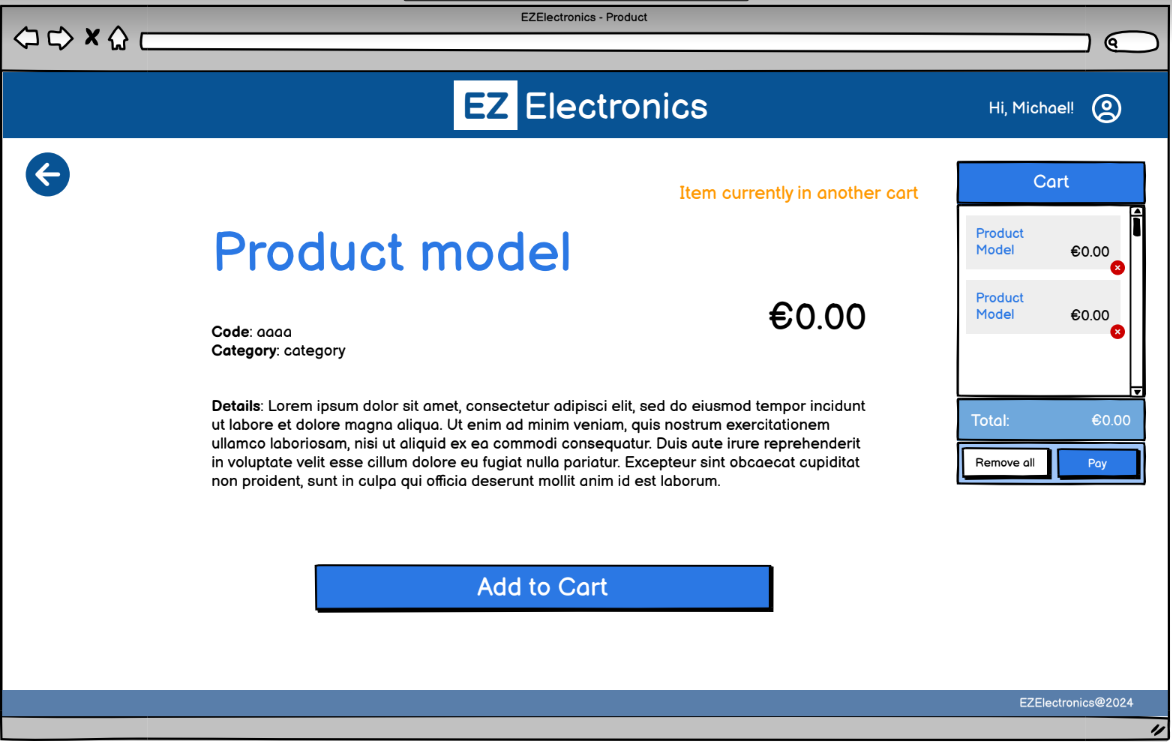 EZElectronics - Product
EZ Electronics
Hi, Michael!
Item currently in another cart
Product model
€0.00
Code: aaaa
Category: category
Details: Lorem ipsum dolor sit amet, consectetur adipisci elit, sed do eiusmod tempor incidunt
ut labore et dolore magna aliqua. Ut enim ad minim veniam, quis nostrum exercitationem
ullamco laboriosam, nisi ut aliquid ex ea commodi consequatur. Duis aute irure reprehenderit
in voluptate velit esse cillum dolore eu fugiat nulla pariatur. Excepteur sint obcaecat cupiditat
non proident, sunt in culpa qui officia deserunt mollit anim id est laborum.
Add to Cart
Cart
Product
Model €0.00
Product
Model €0.00
Total: €0.00
Remove all Pay
EZElectronics@2024